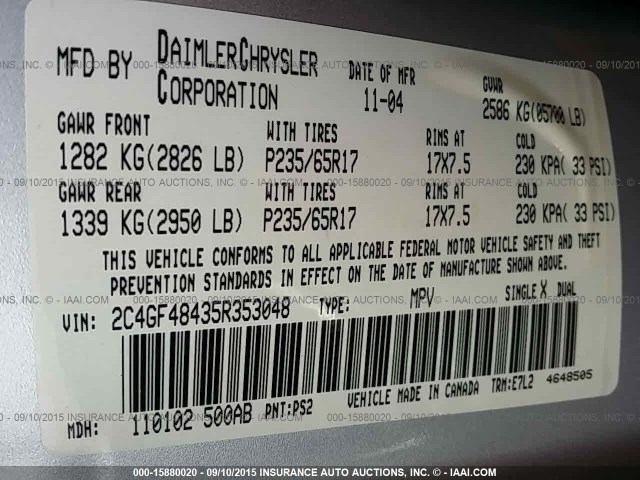 MFD BY DAIMLERCHRYSLER CORPORATION DATE OF MFR 11-04 GVWR 2586 KG(05700 LB)
GAWR FRONT WITH TIRES RIMS AT COLD
1282 KG(2826 LB) P235/65R17 17X7.5 230 KPA( 33 PSI)
GAWR REAR WITH TIRES RIMS AT COLD
1339 KG(2950 LB) P235/65R17 17X7.5 230 KPA( 33 PSI)
THIS VEHICLE CONFORMS TO ALL APPLICABLE FEDERAL MOTOR VEHICLE SAFETY AND THEFT
PREVENTION STANDARDS IN EFFECT ON THE DATE OF MANUFACTURE SHOWN ABOVE.
VIN: 2C4GF48435R353048 TYPE: MPV SINGLE X DUAL
MDH: 110102 500AB PNT:PS2 VEHICLE MADE IN CANADA TRM:E7L2 4648505
000-15880020 - 09/10/2015 INSURANCE AUTO AUCTIONS, INC. - IAAI.COM